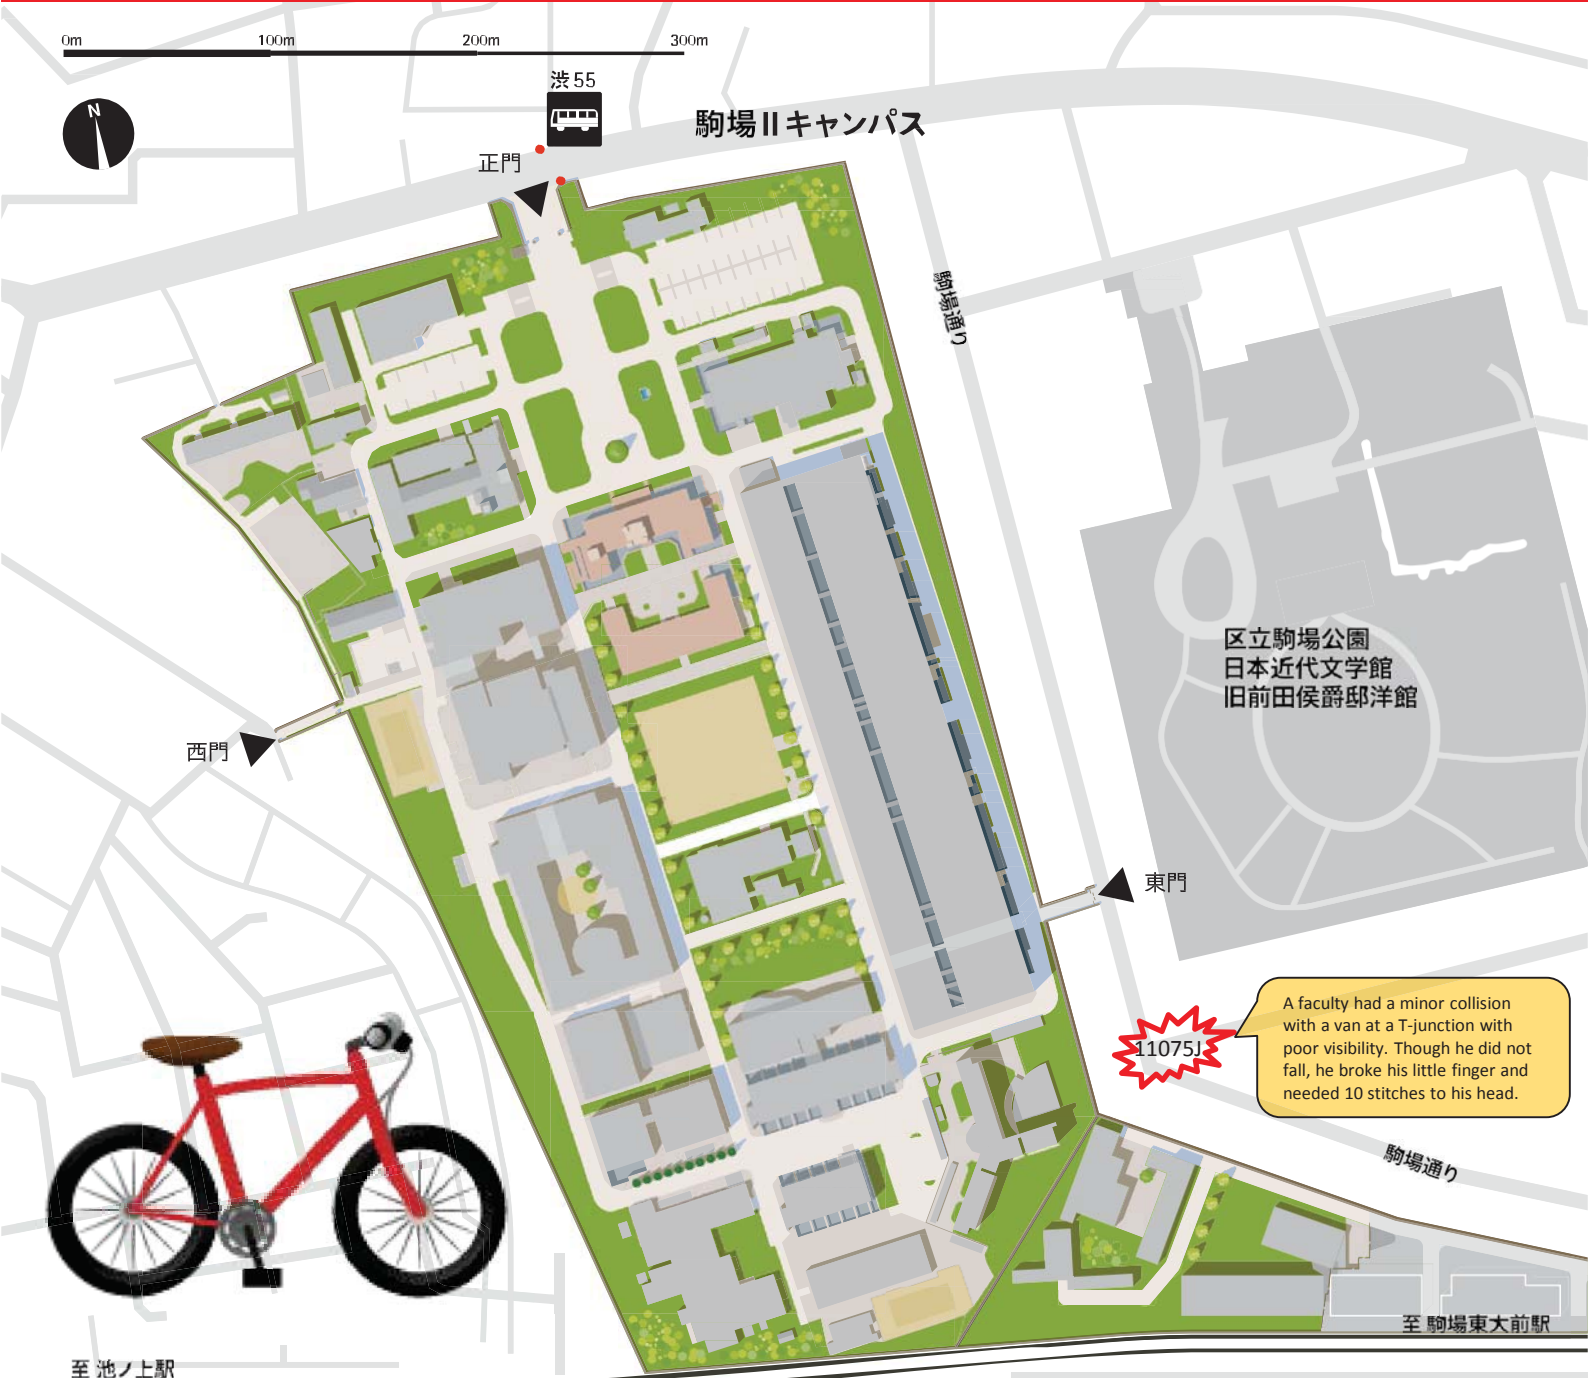 0m 100m 200m 300m
渋55
N
駒場Ⅱキャンパス
正門
駒場通り
区立駒場公園
日本近代文学館
旧前田侯爵邸洋館
西門
東門
11075J
A faculty had a minor collision
with a van at a T-junction with
poor visibility. Though he did not
fall, he broke his little finger and
needed 10 stitches to his head.
駒場通り
至 駒場東大前駅
至 池ノ上駅